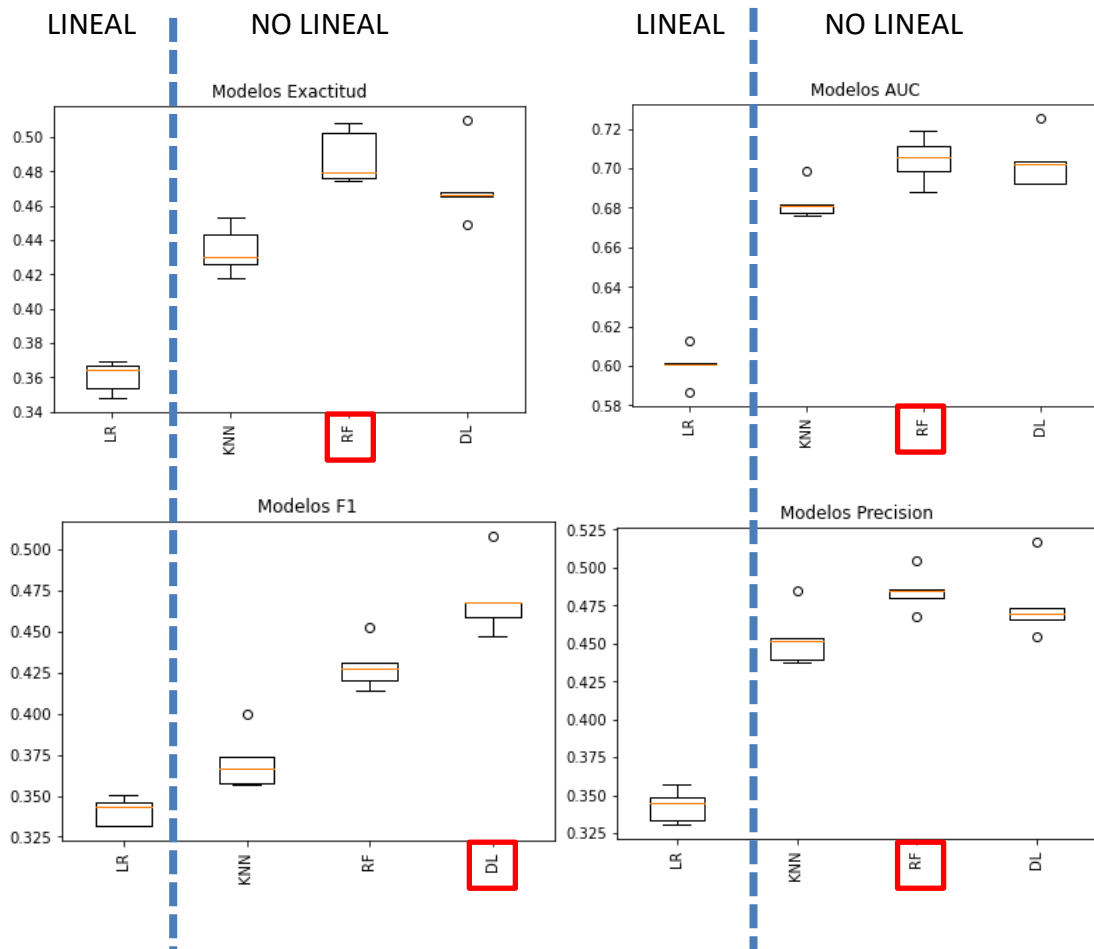 LINEAL
NO LINEAL
LINEAL
NO LINEAL
Modelos Exactitud
0.50
0.48
0.46
0.44
0.42
0.40
0.38
0.36
0.34
LR
KNN
RF
DL
Modelos AUC
0.72
0.70
0.68
0.66
0.64
0.62
0.60
0.58
LR
KNN
RF
DL
Modelos F1
0.500
0.475
0.450
0.425
0.400
0.375
0.350
0.325
LR
KNN
RF
DL
Modelos Precision
0.525
0.500
0.475
0.450
0.425
0.400
0.375
0.350
0.325
LR
KNN
RF
DL